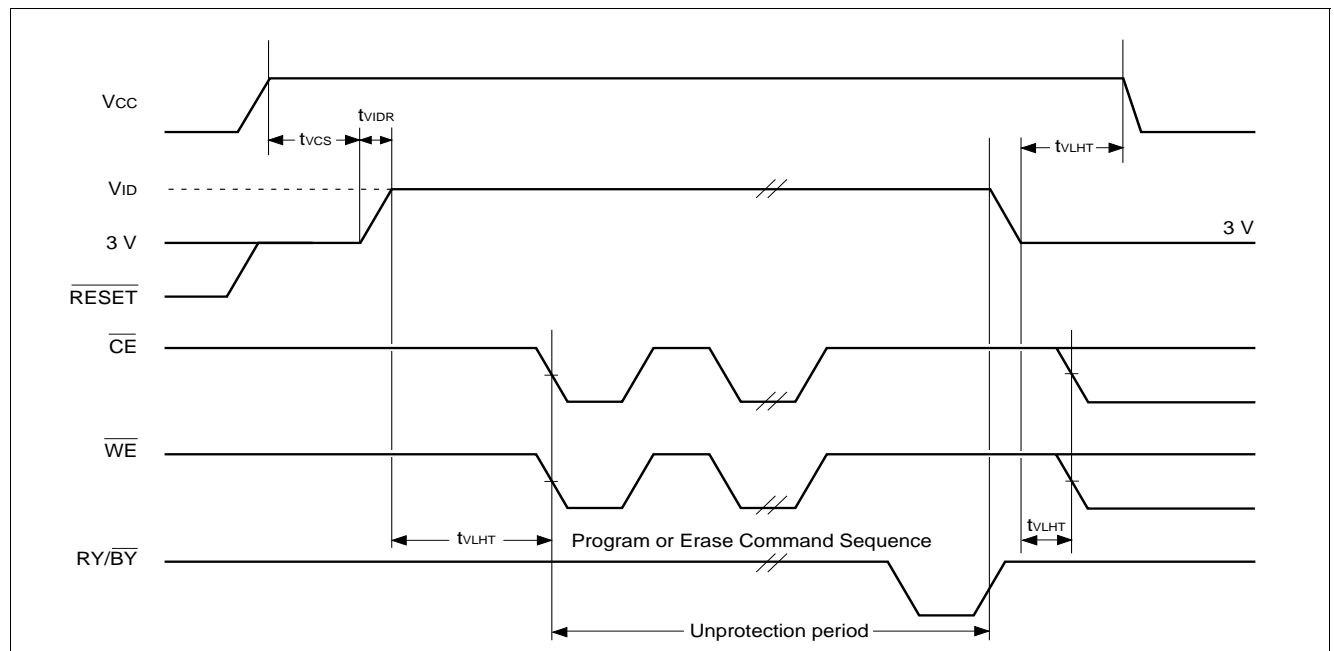 VCC
tVIDR
tVCS
tVLHT
VID
3 V
3 V
RESET
CE
WE
tVLHT
Program or Erase Command Sequence
tVLHT
RY/BY
Unprotection period